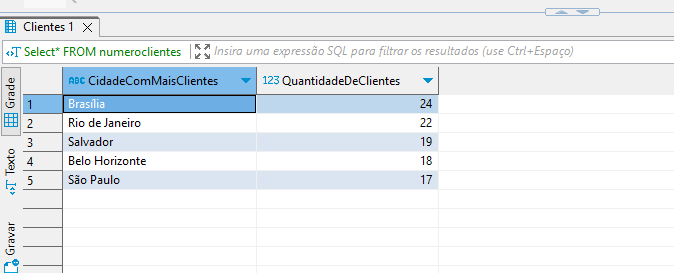 Clientes 1
Select* FROM numeroclientes Insira uma expressão SQL para filtrar os resultados (use Ctrl+Espaço)
Grade
Texto
Gravar
ABC CidadeComMaisClientes 123 QuantidadeDeClientes
1 Brasília 24
2 Rio de Janeiro 22
3 Salvador 19
4 Belo Horizonte 18
5 São Paulo 17